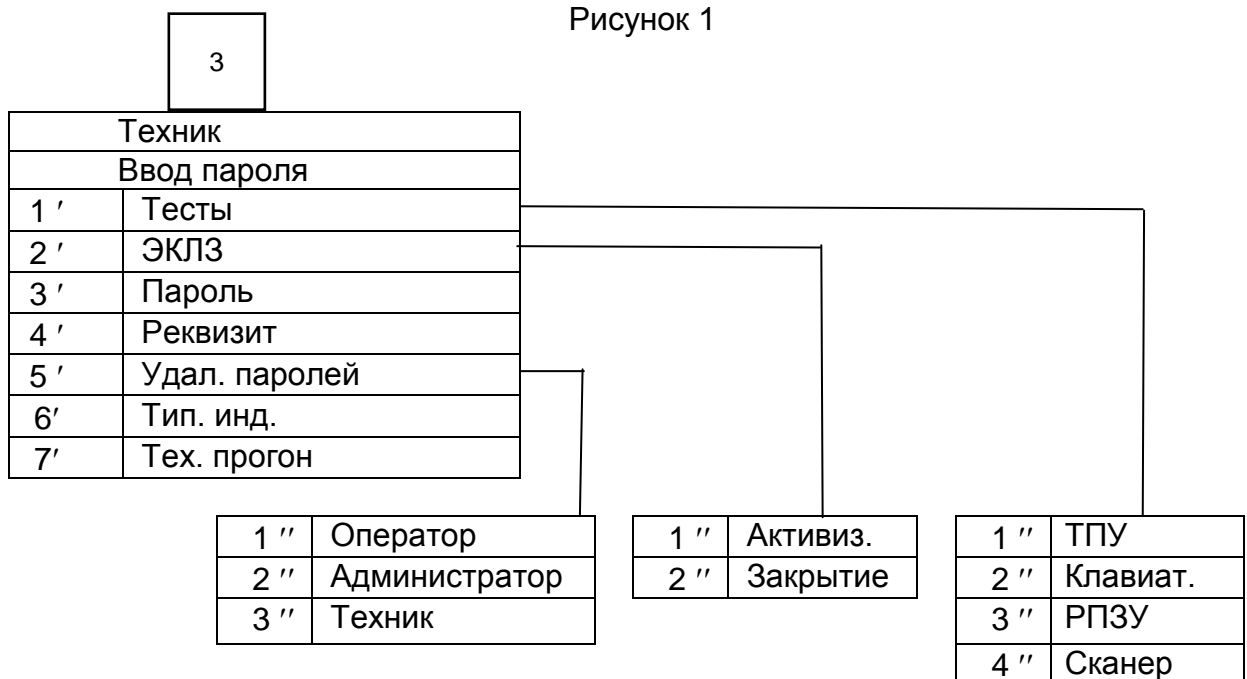 Рисунок 1
3
Техник
Ввод пароля
1 ′ Тесты
2 ′ ЭКЛЗ
3 ′ Пароль
4 ′ Реквизит
5 ′ Удал. паролей
6′ Тип. инд.
7′ Тех. прогон
1 ′′ Оператор
2 ′′ Администратор
3 ′′ Техник
1 ′′ Активиз.
2 ′′ Закрытие
1 ′′ ТПУ
2 ′′ Клавиат.
3 ′′ РПЗУ
4 ′′ Сканер